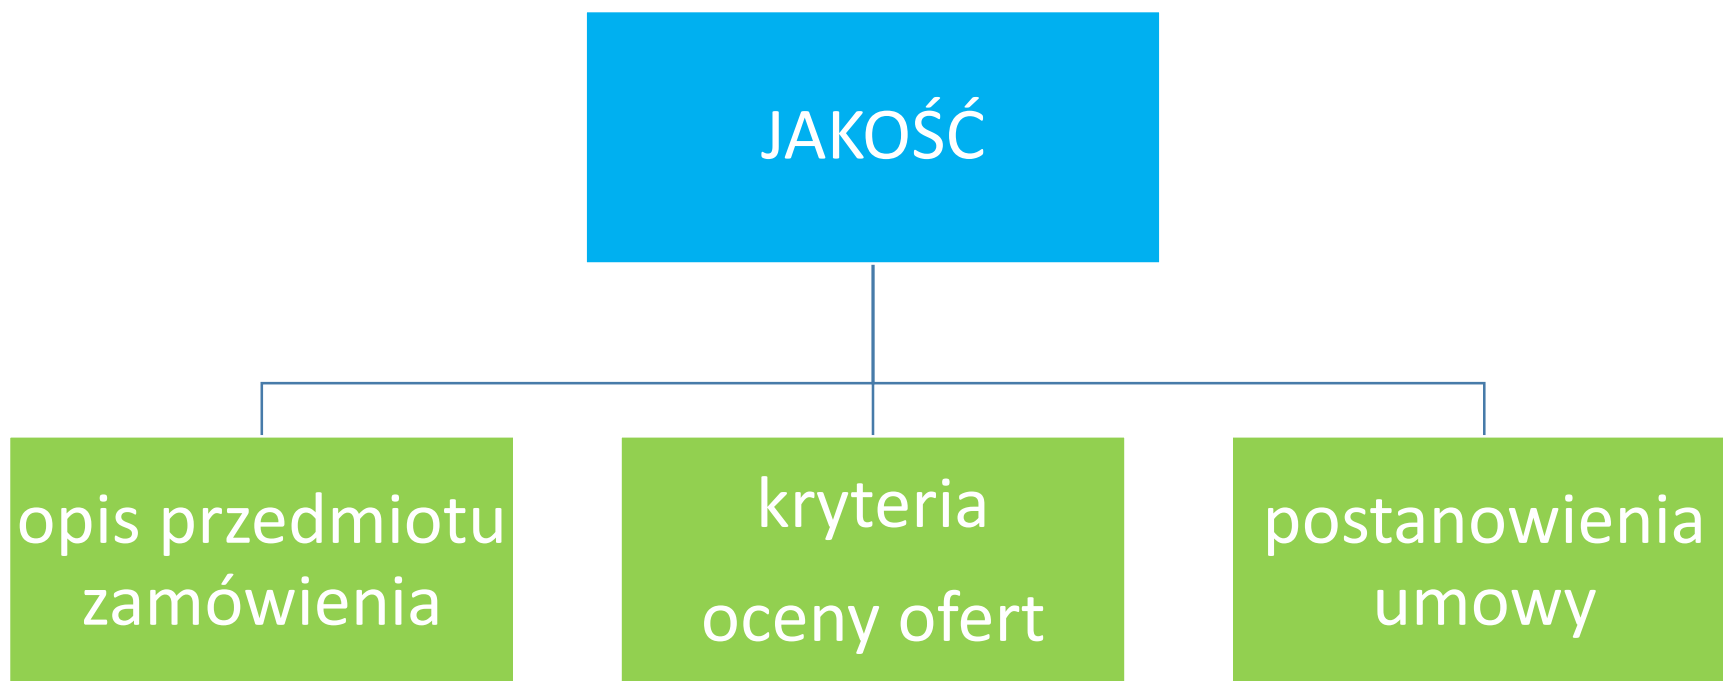 JAKOŚĆ
opis przedmiotu
zamówienia
kryteria
oceny ofert
postanowienia
umowy